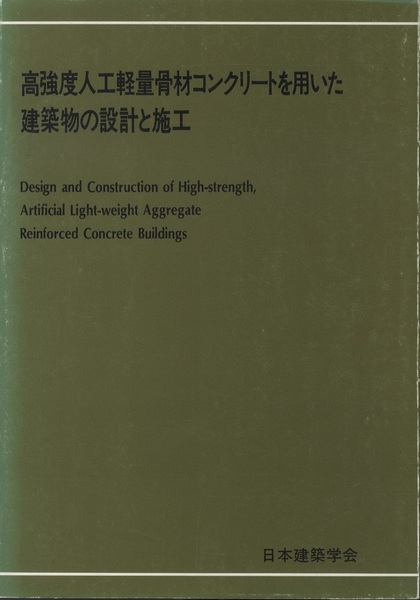 高強度人工軽量骨材コンクリートを用いた
建築物の設計と施工
Design and Construction of High-strength,
Artificial Light-weight Aggregate
Reinforced Concrete Buildings
日本建築学会